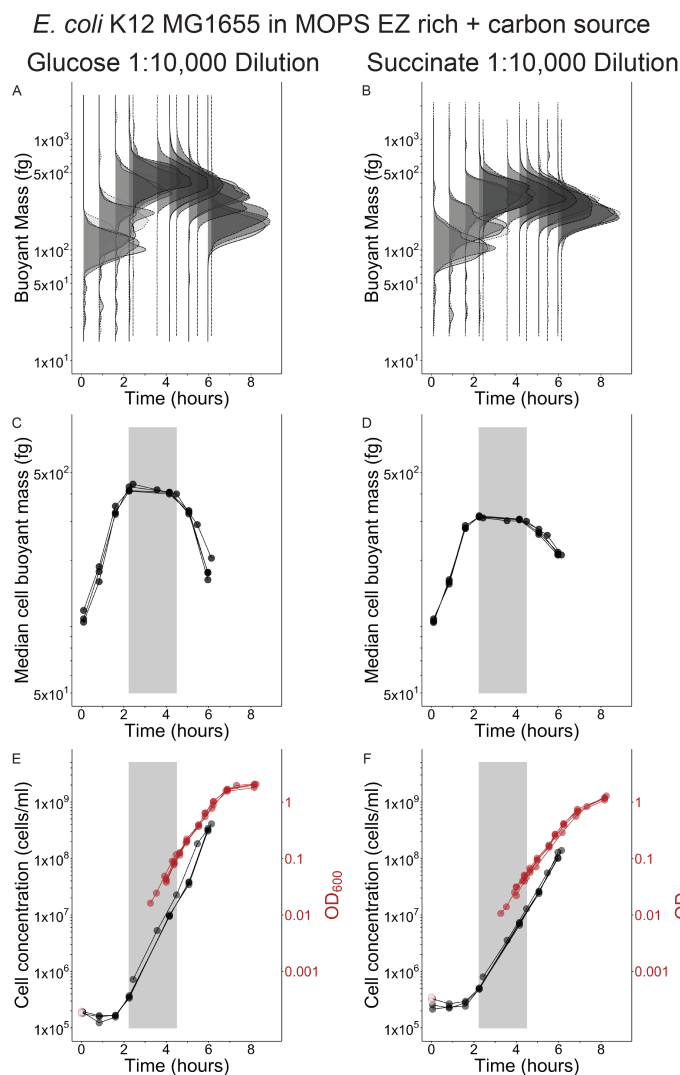 E. coli K12 MG1655 in MOPS EZ rich + carbon source
Glucose 1:10,000 Dilution
Succinate 1:10,000 Dilution
A
Buoyant Mass (fg)
1x10³
5x10²
1x10²
5x10¹
1x10¹
0 2 4 6 8
Time (hours)
B
Buoyant Mass (fg)
1x10³
5x10²
1x10²
5x10¹
1x10¹
0 2 4 6 8
Time (hours)
C
Median cell buoyant mass (fg)
5x10²
5x10¹
0 2 4 6 8
Time (hours)
D
Median cell buoyant mass (fg)
5x10²
5x10¹
0 2 4 6 8
Time (hours)
E
Cell concentration (cells/ml)
1x10⁹
1x10⁸
1x10⁷
1x10⁶
1x10⁵
1
0.1
0.01
0.001
OD₆₀₀
0 2 4 6 8
Time (hours)
F
Cell concentration (cells/ml)
1x10⁹
1x10⁸
1x10⁷
1x10⁶
1x10⁵
1
0.1
0.01
0.001
0 2 4 6 8
Time (hours)